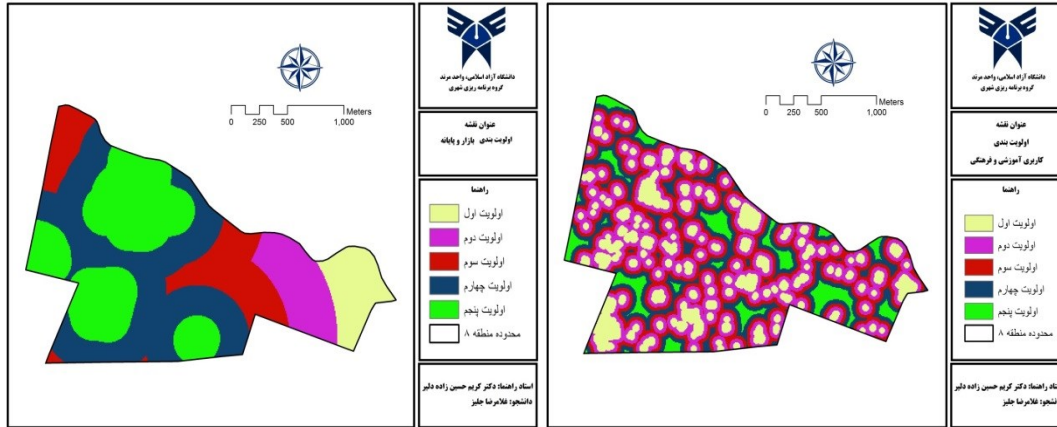 دانشگاه آزاد اسلامی، واحد مرند
گروه برنامه ریزی شهری
Meters
0 250 500 1,000
عنوان نقشه
اولویت بندی بازار و پایانه
راهنما
اولویت اول
اولویت دوم
اولویت سوم
اولویت چهارم
اولویت پنجم
محدوده منطقه ۸
استاد راهنما: دکتر کریم حسین زاده دلیر
دانشجو: غلامرضا جلیز
دانشگاه آزاد اسلامی، واحد مرند
گروه برنامه ریزی شهری
Meters
0 250 500 1,000
عنوان نقشه
اولویت بندی
کاربری آموزشی و فرهنگی
راهنما
اولویت اول
اولویت دوم
اولویت سوم
اولویت چهارم
اولویت پنجم
محدوده منطقه ۸
راهنما: دکتر کریم حسین زاده دلیر
غلامرضا جلیز